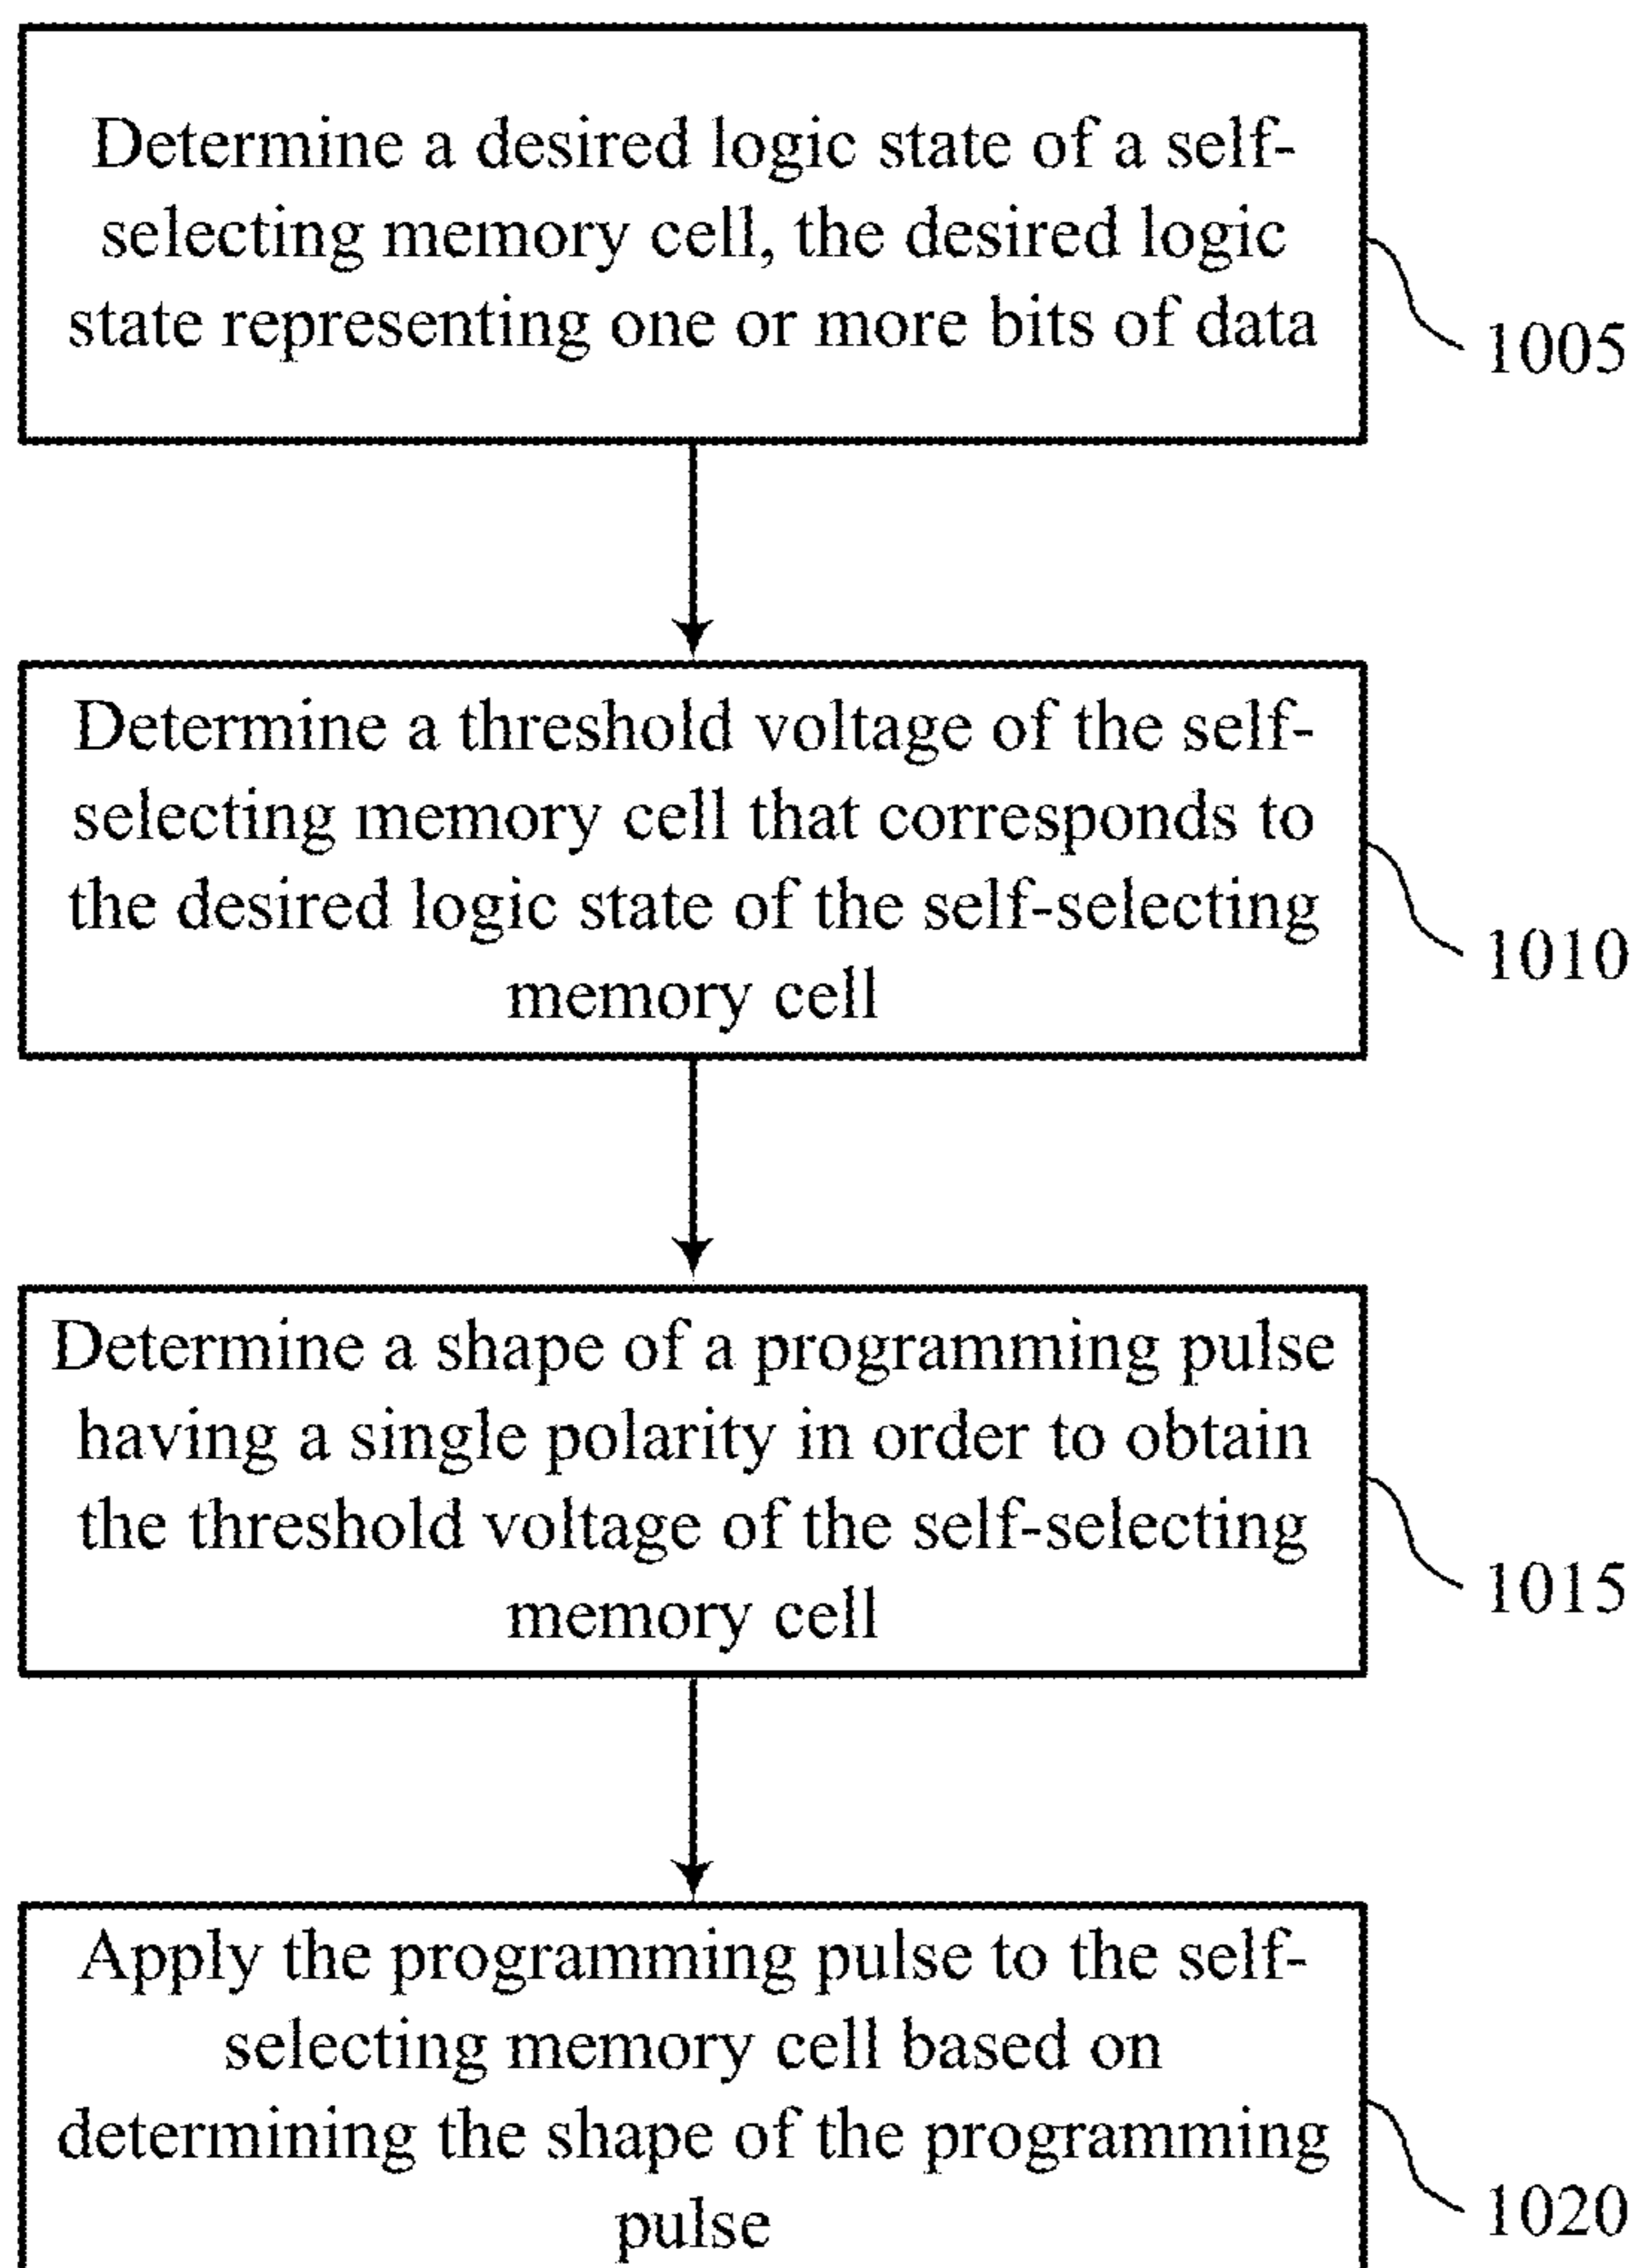 Determine a desired logic state of a self-
selecting memory cell, the desired logic
state representing one or more bits of data
1005
Determine a threshold voltage of the self-
selecting memory cell that corresponds to
the desired logic state of the self-selecting
memory cell
1010
Determine a shape of a programming pulse
having a single polarity in order to obtain
the threshold voltage of the self-selecting
memory cell
1015
Apply the programming pulse to the self-
selecting memory cell based on
determining the shape of the programming
pulse
1020